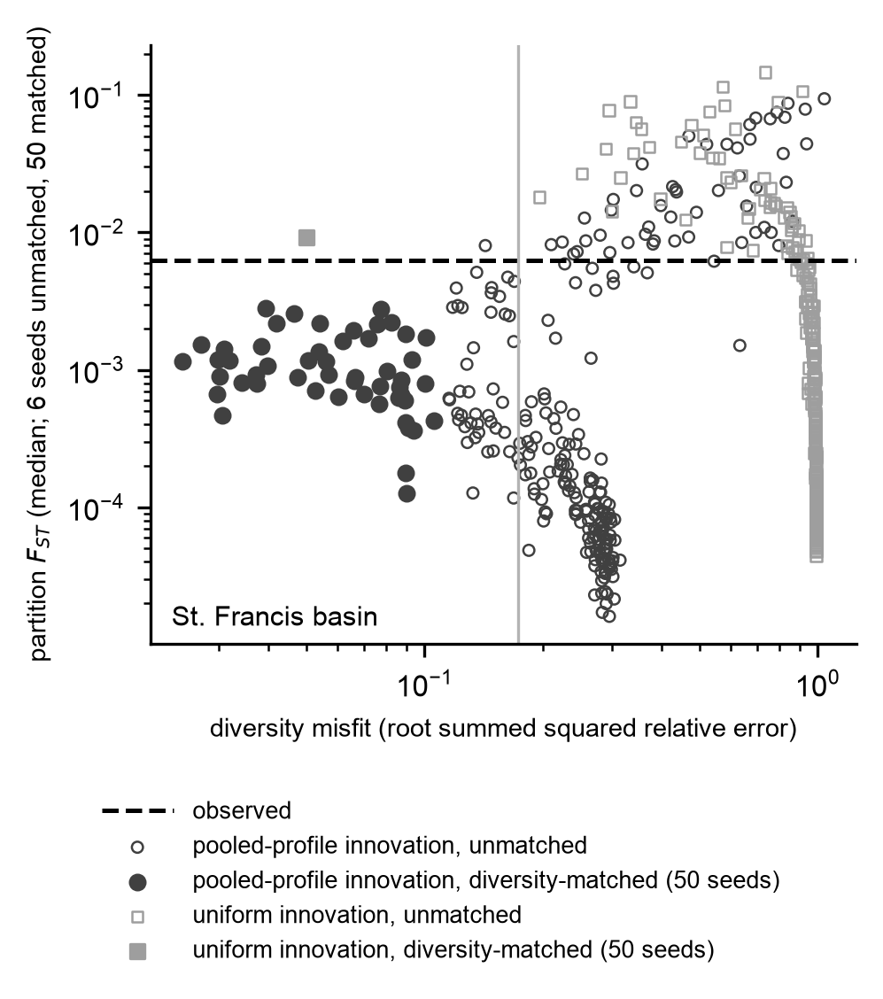 partition F_ST (median; 6 seeds unmatched, 50 matched)
10⁻¹
10⁻²
10⁻³
10⁻⁴
St. Francis basin
10⁻¹ 10⁰
diversity misfit (root summed squared relative error)
observed
pooled-profile innovation, unmatched
pooled-profile innovation, diversity-matched (50 seeds)
uniform innovation, unmatched
uniform innovation, diversity-matched (50 seeds)